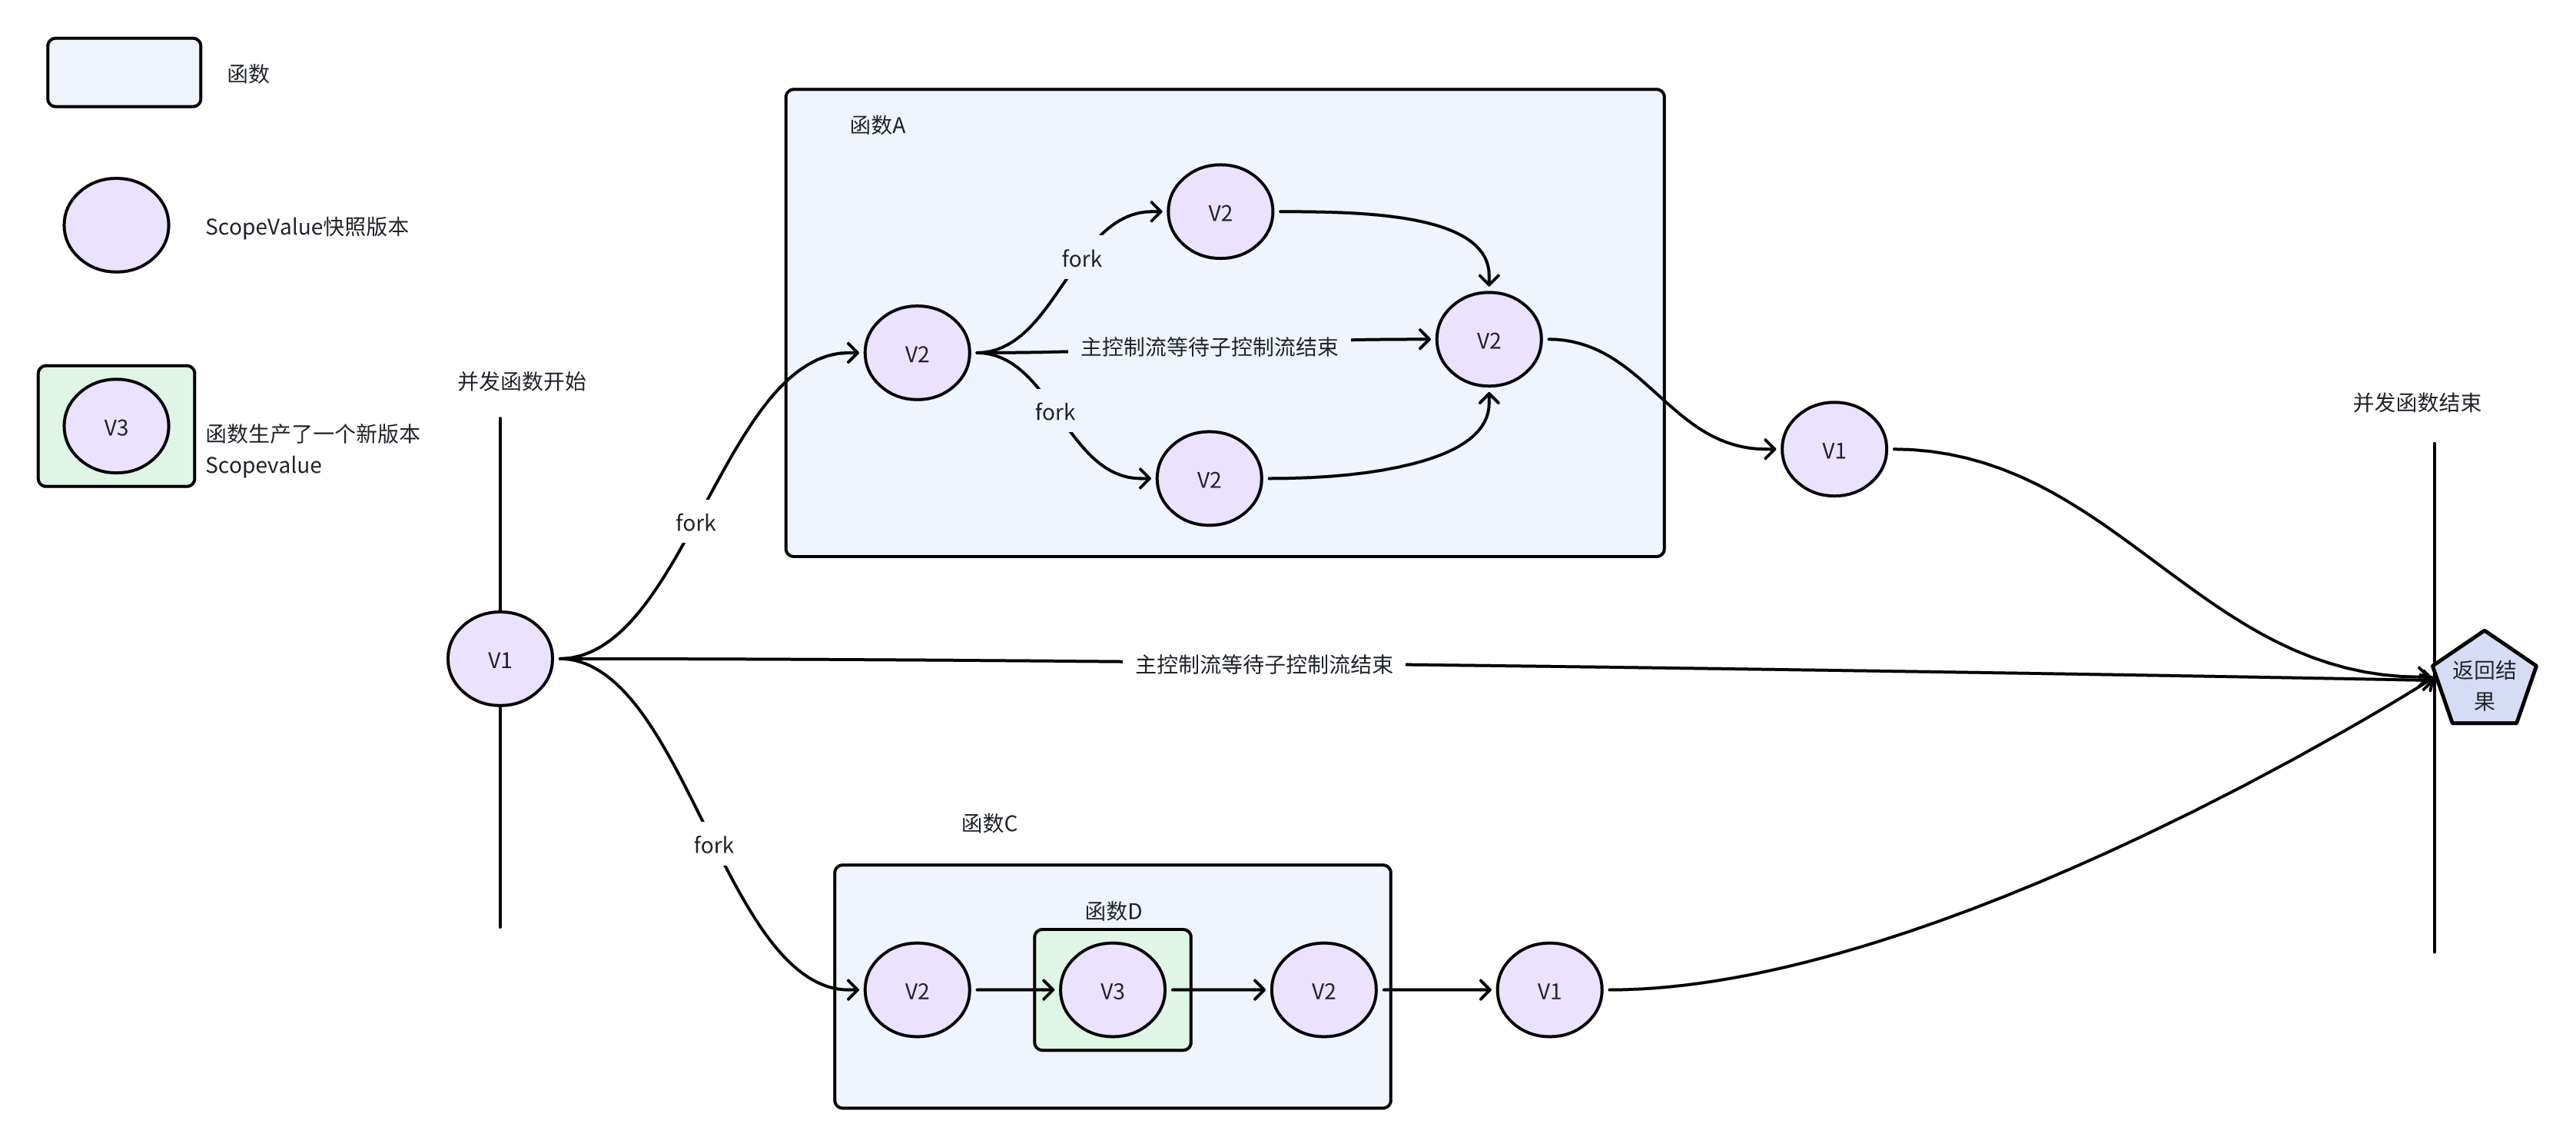 函数
ScopeValue快照版本
V3
函数生产了一个新版本
Scopevalue
并发函数开始
V1
fork
fork
函数A
V2
fork
fork
V2
主控制流等待子控制流结束
V2
V2
V1
主控制流等待子控制流结束
并发函数结束
返回结
果
函数C
函数D
V2
V3
V2
V1